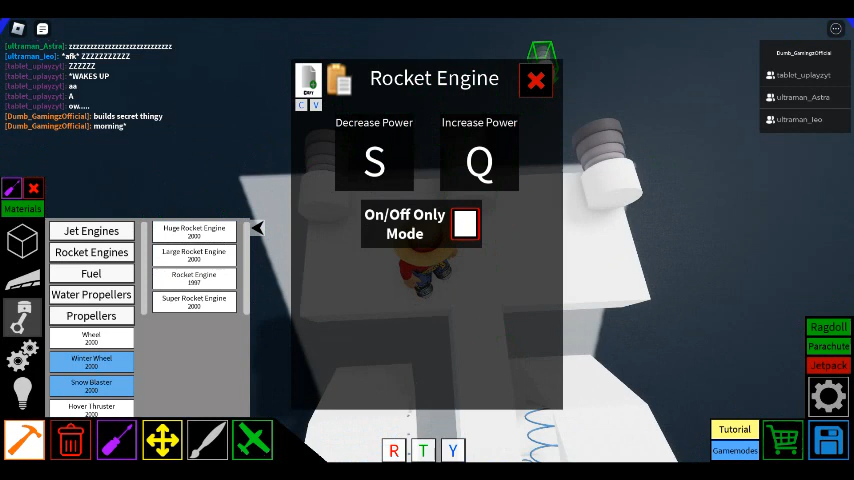 [ultraman_Astra]: zzzzzzzzzzzzzzzzzzzzzzzzzzzzz
[ultraman_leo]: *afk* ZZZZZZZZZZZ
[tablet_uplayzyt]: ZZZZZZ
[tablet_uplayzyt]: *WAKES UP
[tablet_uplayzyt]: aa
[tablet_uplayzyt]: A
[tablet_uplayzyt]: ow.....
[Dumb_GamingzOfficial]: builds secret thingy
[Dumb_GamingzOfficial]: morning*
Dumb_GamingzOfficial
tablet_uplayzyt
ultraman_Astra
ultraman_leo
Rocket Engine
C V
Decrease Power
Increase Power
S
Q
On/Off Only
Mode
Materials
Jet Engines
Rocket Engines
Fuel
Water Propellers
Propellers
Wheel
2000
Winter Wheel
2000
Snow Blaster
2000
Hover Thruster
2000
Huge Rocket Engine
2000
Large Rocket Engine
2000
Rocket Engine
1997
Super Rocket Engine
2000
Ragdoll
Parachute
Jetpack
Tutorial
Gamemodes
R T Y